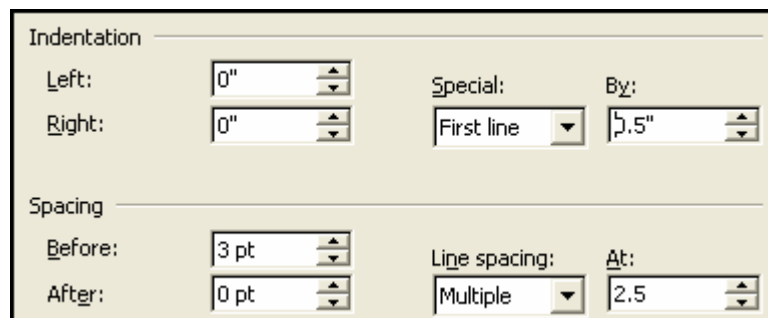 Indentation
Left: 0" Special: By:
Right: 0" First line 0.5"
Spacing
Before: 3 pt Line spacing: At:
After: 0 pt Multiple 2.5